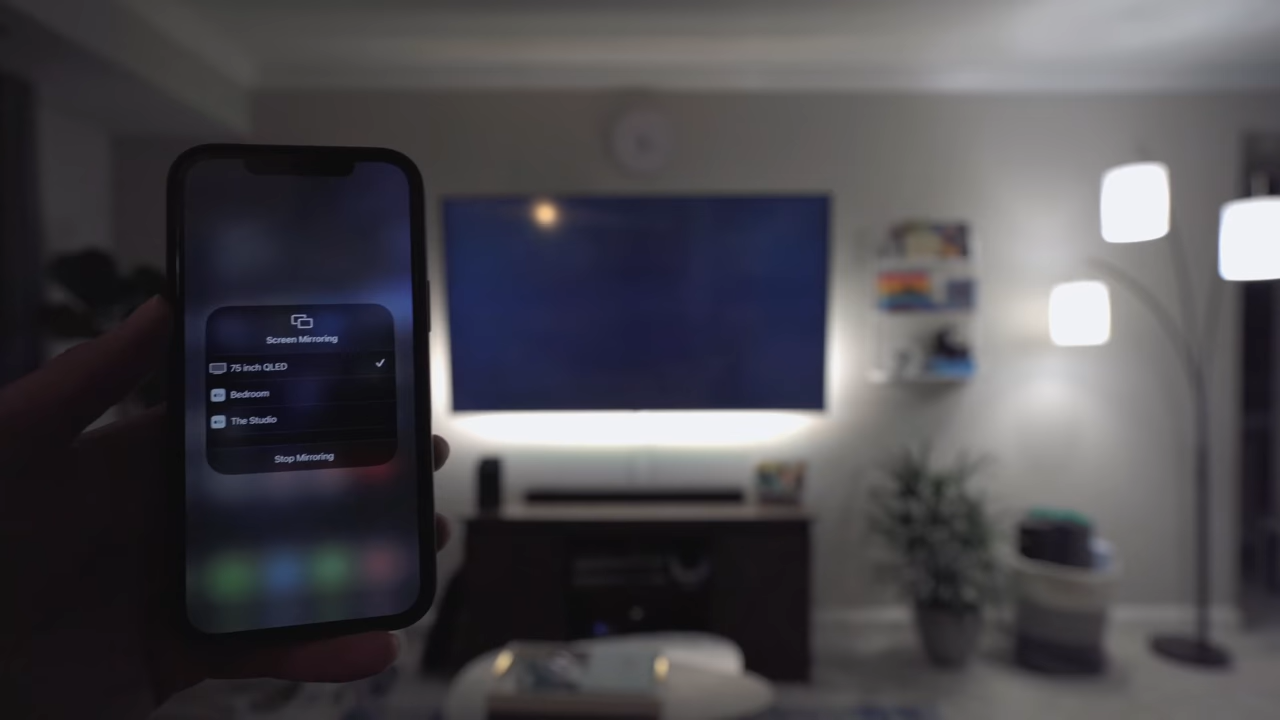 Screen Mirroring
75 inch QLED
Bedroom
The Studio
Stop Mirroring